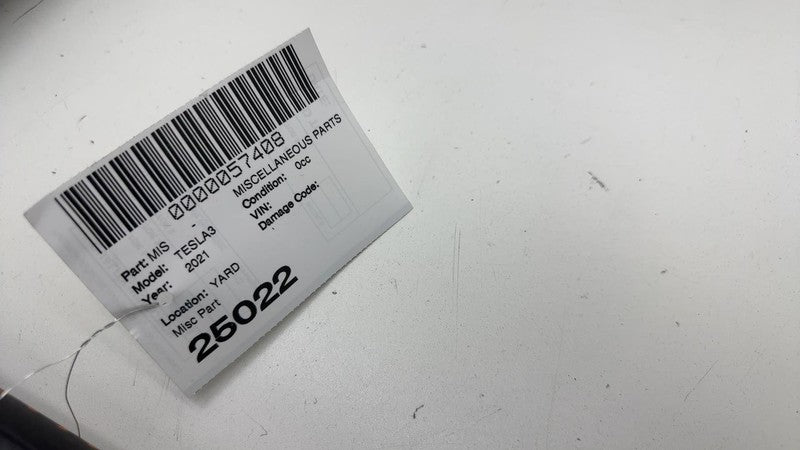 0000057408
Part: MIS - MISCELLANEOUS PARTS
Model: TESLA3 Condition: 0cc
Year: 2021 VIN:
Damage Code:
Location: YARD
Misc Part
25022